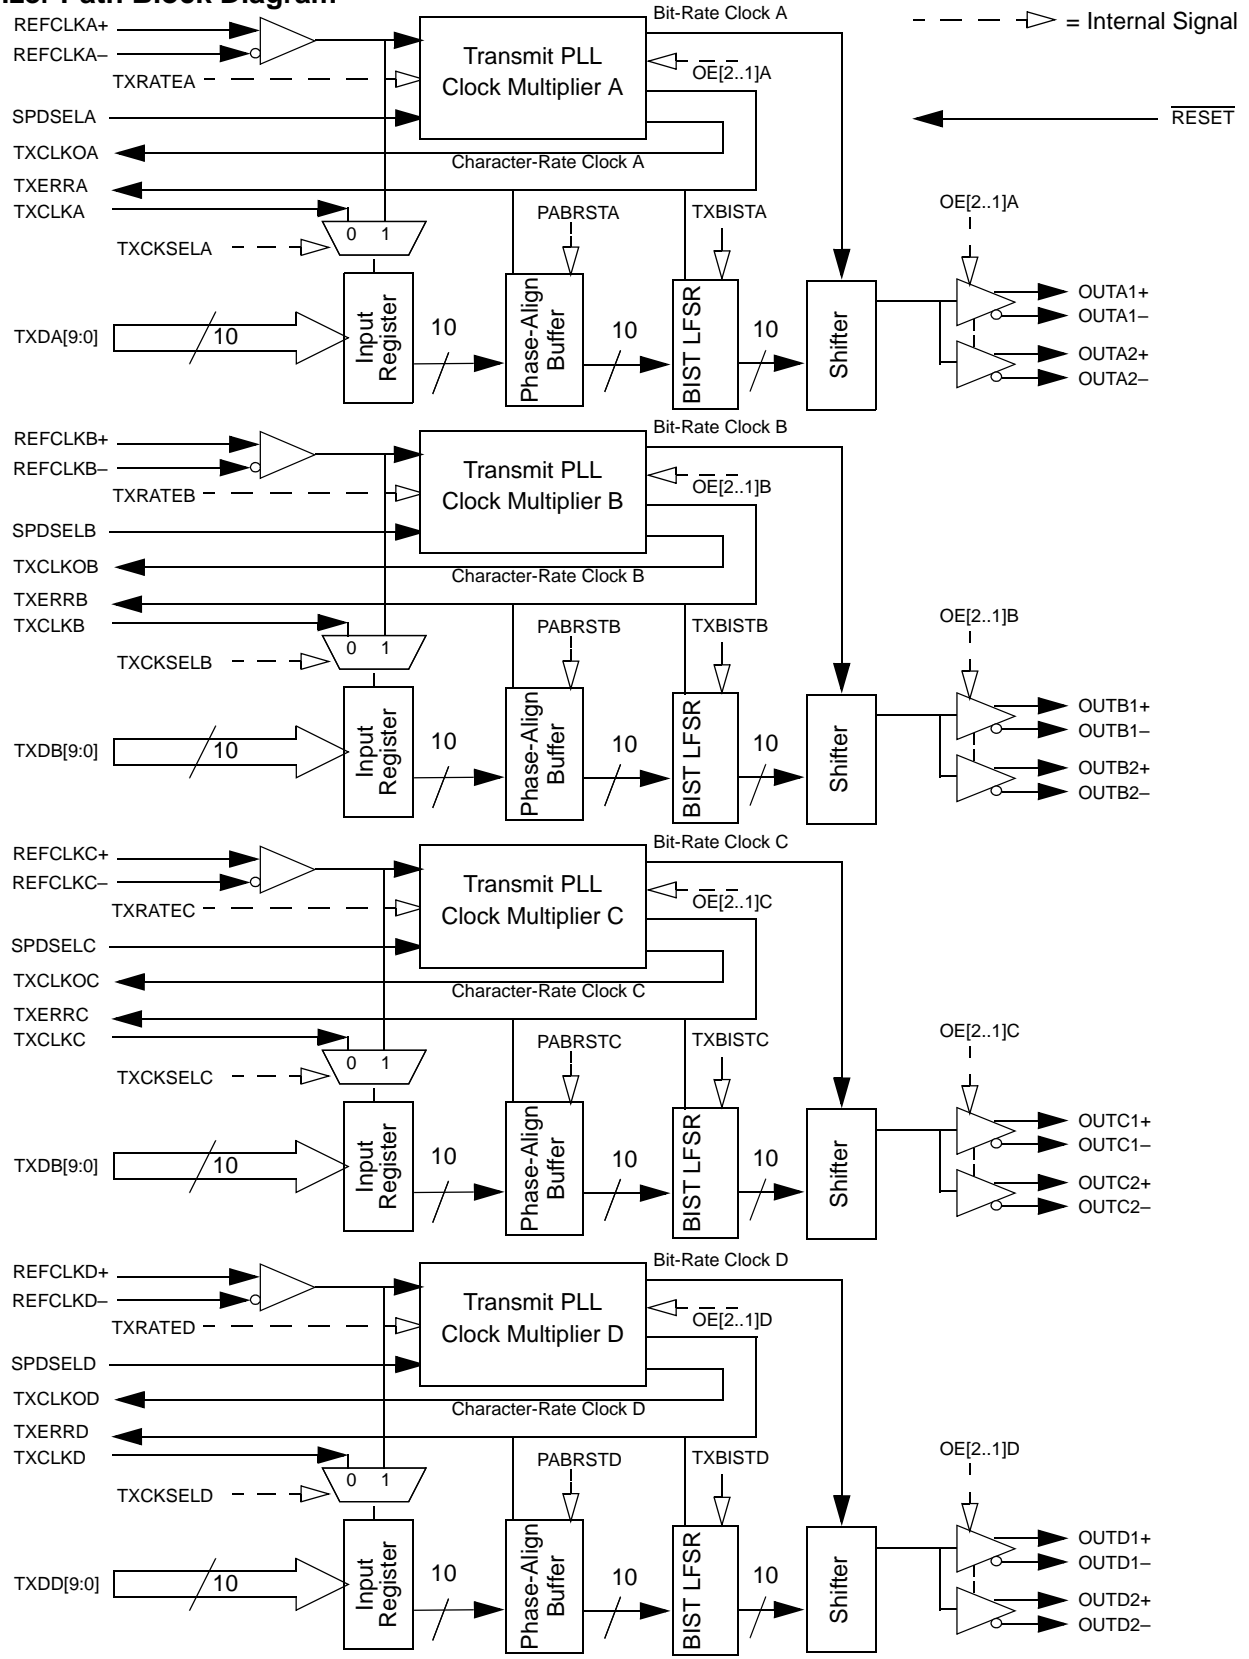 Path Block Diagram
= Internal Signal
RESET
REFCLKA+
REFCLKA–
TXRATEA
SPDSELA
TXCLKOA
TXERRA
TXCLKA
TXCKSELA
TXDA[9:0]
10
0 1
Transmit PLL
Clock Multiplier A
Bit-Rate Clock A
OE[2..1]A
Character-Rate Clock A
PABRSTA
TXBISTA
Input
Register
10
Phase-Align
Buffer
10
BIST LFSR
10
Shifter
OE[2..1]A
OUTA1+
OUTA1–
OUTA2+
OUTA2–
REFCLKB+
REFCLKB–
TXRATEB
SPDSELB
TXCLKOB
TXERRB
TXCLKB
TXCKSELB
TXDB[9:0]
10
0 1
Transmit PLL
Clock Multiplier B
Bit-Rate Clock B
OE[2..1]B
Character-Rate Clock B
PABRSTB
TXBISTB
Input
Register
10
Phase-Align
Buffer
10
BIST LFSR
10
Shifter
OE[2..1]B
OUTB1+
OUTB1–
OUTB2+
OUTB2–
REFCLKC+
REFCLKC–
TXRATEC
SPDSELC
TXCLKOC
TXERRC
TXCLKC
TXCKSELC
TXDB[9:0]
10
0 1
Transmit PLL
Clock Multiplier C
Bit-Rate Clock C
OE[2..1]C
Character-Rate Clock C
PABRSTC
TXBISTC
Input
Register
10
Phase-Align
Buffer
10
BIST LFSR
10
Shifter
OE[2..1]C
OUTC1+
OUTC1–
OUTC2+
OUTC2–
REFCLKD+
REFCLKD–
TXRATED
SPDSELD
TXCLKOD
TXERRD
TXCLKD
TXCKSELD
TXDD[9:0]
10
0 1
Transmit PLL
Clock Multiplier D
Bit-Rate Clock D
OE[2..1]D
Character-Rate Clock D
PABRSTD
TXBISTD
Input
Register
10
Phase-Align
Buffer
10
BIST LFSR
10
Shifter
OE[2..1]D
OUTD1+
OUTD1–
OUTD2+
OUTD2–